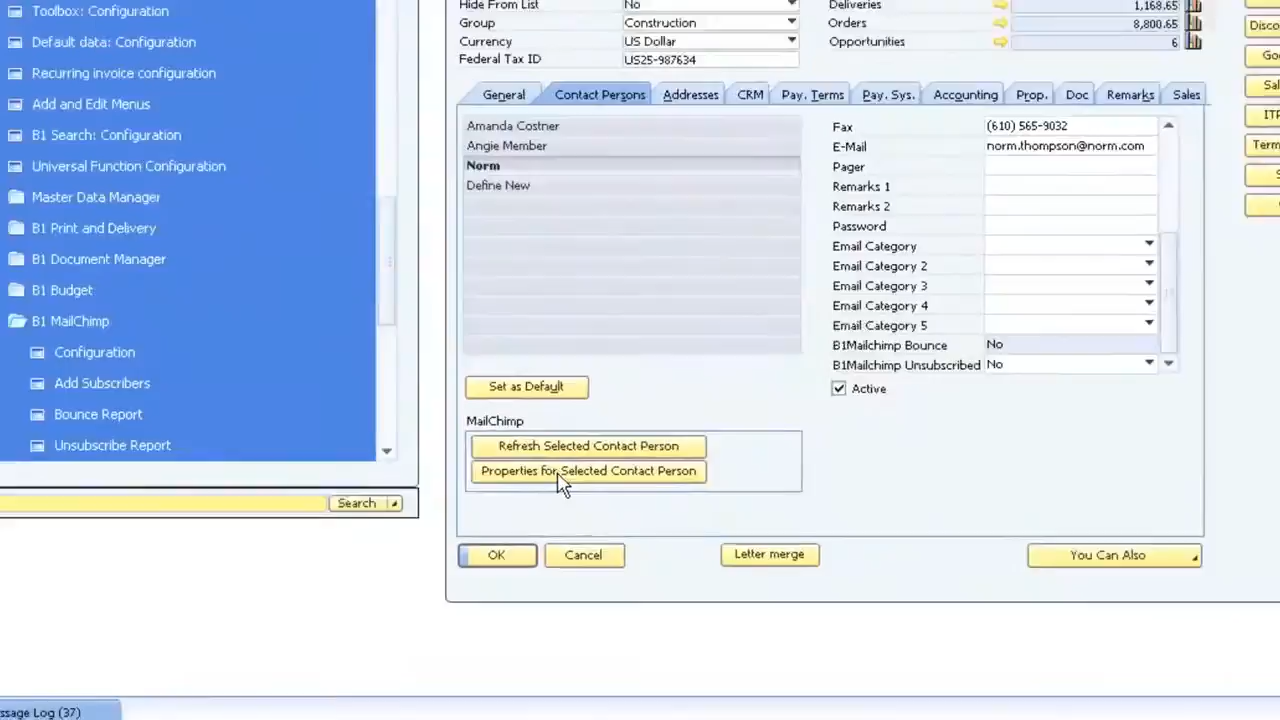 Toolbox: Configuration
Default data: Configuration
Recurring invoice configuration
Add and Edit Menus
B1 Search: Configuration
Universal Function Configuration
Master Data Manager
B1 Print and Delivery
B1 Document Manager
B1 Budget
B1 MailChimp
Configuration
Add Subscribers
Bounce Report
Unsubscribe Report
Search
Hide From List No
Group Construction
Currency US Dollar
Federal Tax ID US25-987634
Deliveries 1,168.65
Orders 8,800.65
Opportunities 6
General Contact Persons Addresses CRM Pay. Terms Pay. Sys. Accounting Prop. Doc Remarks Sales
Amanda Costner
Angie Member
Norm
Define New
Set as Default
MailChimp
Refresh Selected Contact Person
Properties for Selected Contact Person
Fax (610) 565-9032
E-Mail norm.thompson@norm.com
Pager
Remarks 1
Remarks 2
Password
Email Category
Email Category 2
Email Category 3
Email Category 4
Email Category 5
B1Mailchimp Bounce No
B1Mailchimp Unsubscribed No
Active
OK Cancel Letter merge You Can Also
Disco
Go
Sal
ITP
Term
S
ssage Log (37)